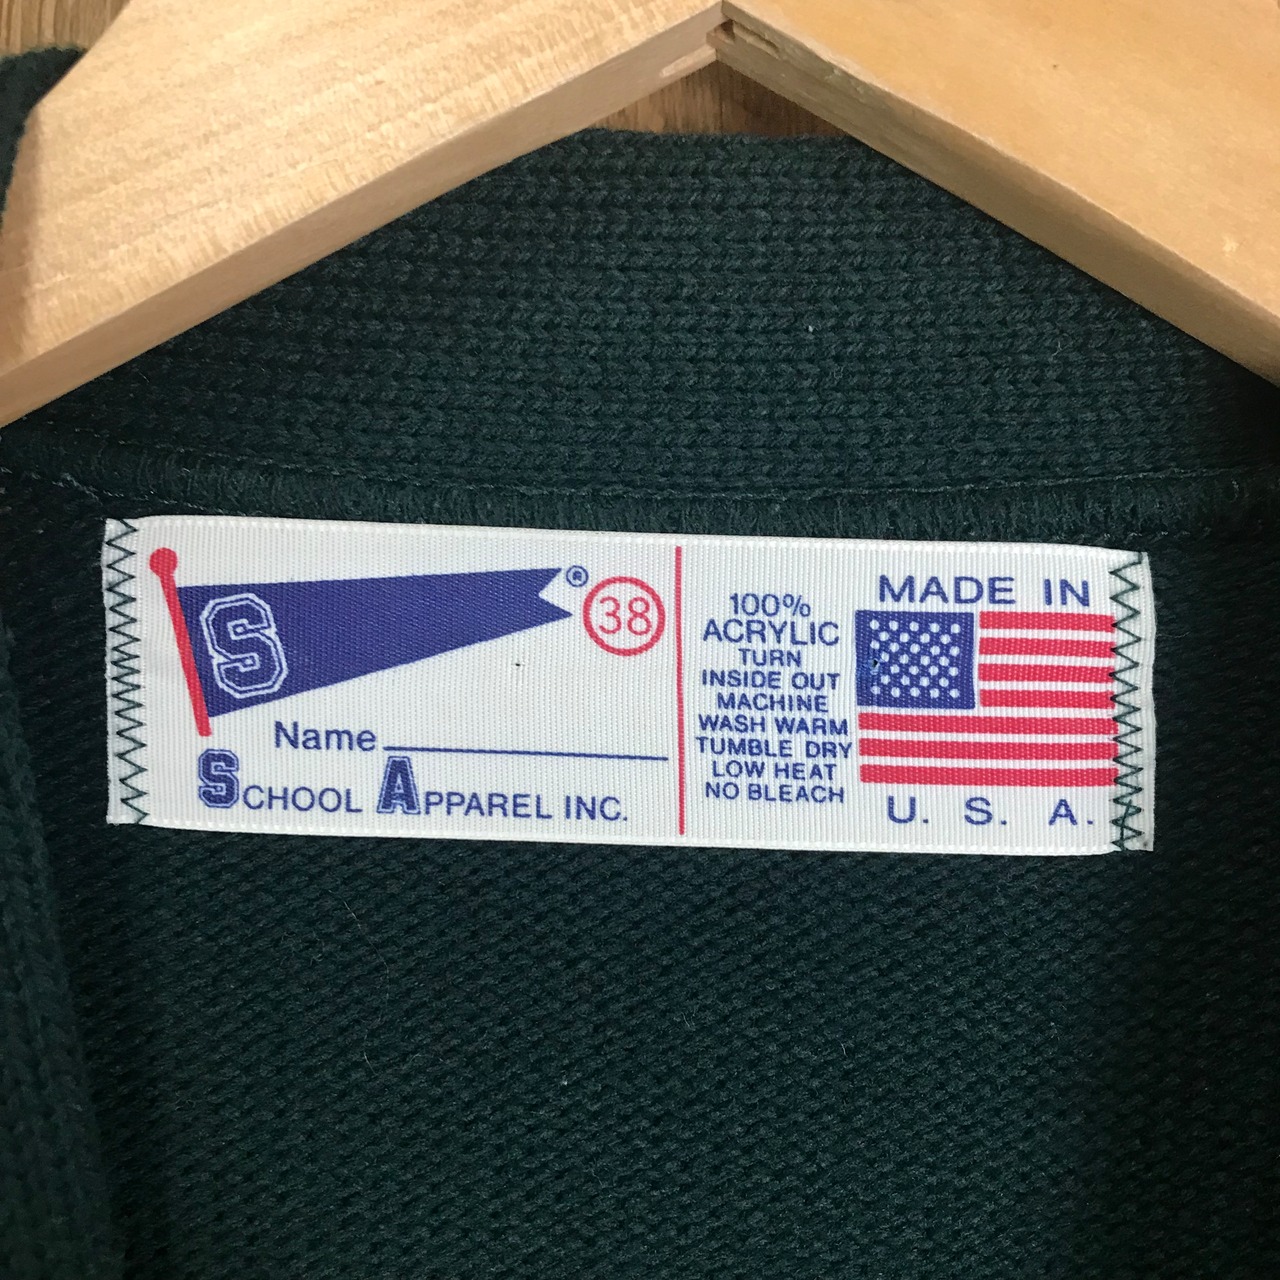 S ® 38
Name
SCHOOL APPAREL INC.
100%
ACRYLIC
TURN
INSIDE OUT
MACHINE
WASH WARM
TUMBLE DRY
LOW HEAT
NO BLEACH
MADE IN
U. S. A.